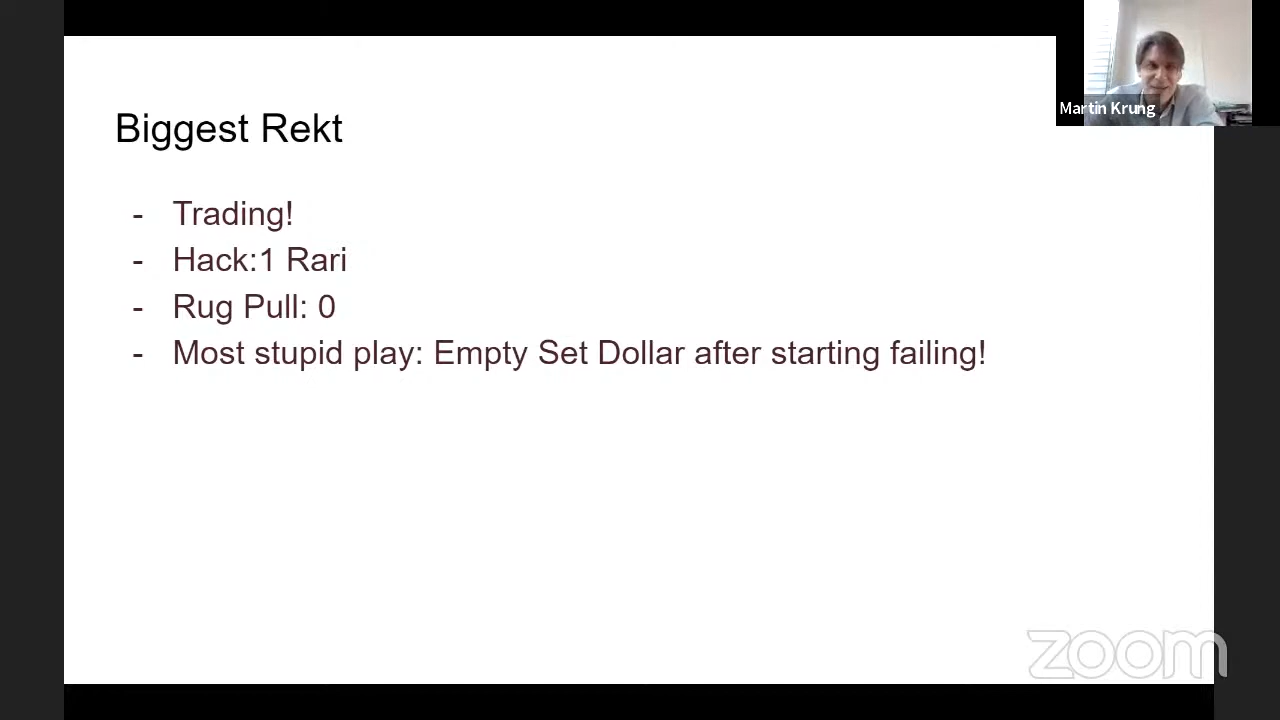 Martin Krung
Biggest Rekt
- Trading!
- Hack:1 Rari
- Rug Pull: 0
- Most stupid play: Empty Set Dollar after starting failing!
zoom